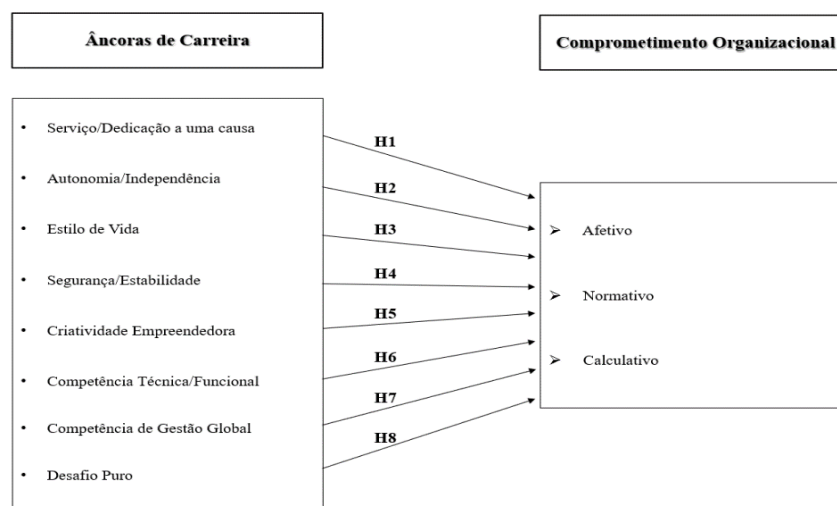 Âncoras de Carreira
Comprometimento Organizacional
• Serviço/Dedicação a uma causa
• Autonomia/Independência
• Estilo de Vida
• Segurança/Estabilidade
• Criatividade Empreendedora
• Competência Técnica/Funcional
• Competência de Gestão Global
• Desafio Puro
H1
H2
H3
H4
H5
H6
H7
H8
➢ Afetivo
➢ Normativo
➢ Calculativo